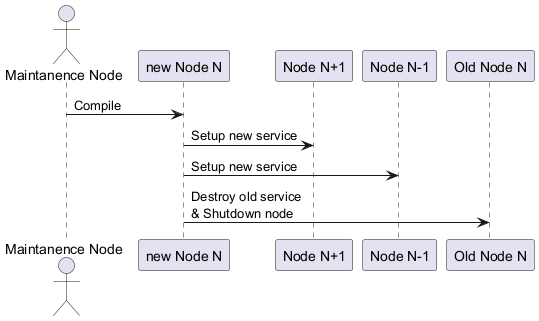 Maintanence Node
new Node N
Node N+1
Node N-1
Old Node N
Compile
Setup new service
Setup new service
Destroy old service
& Shutdown node
Maintanence Node
new Node N
Node N+1
Node N-1
Old Node N